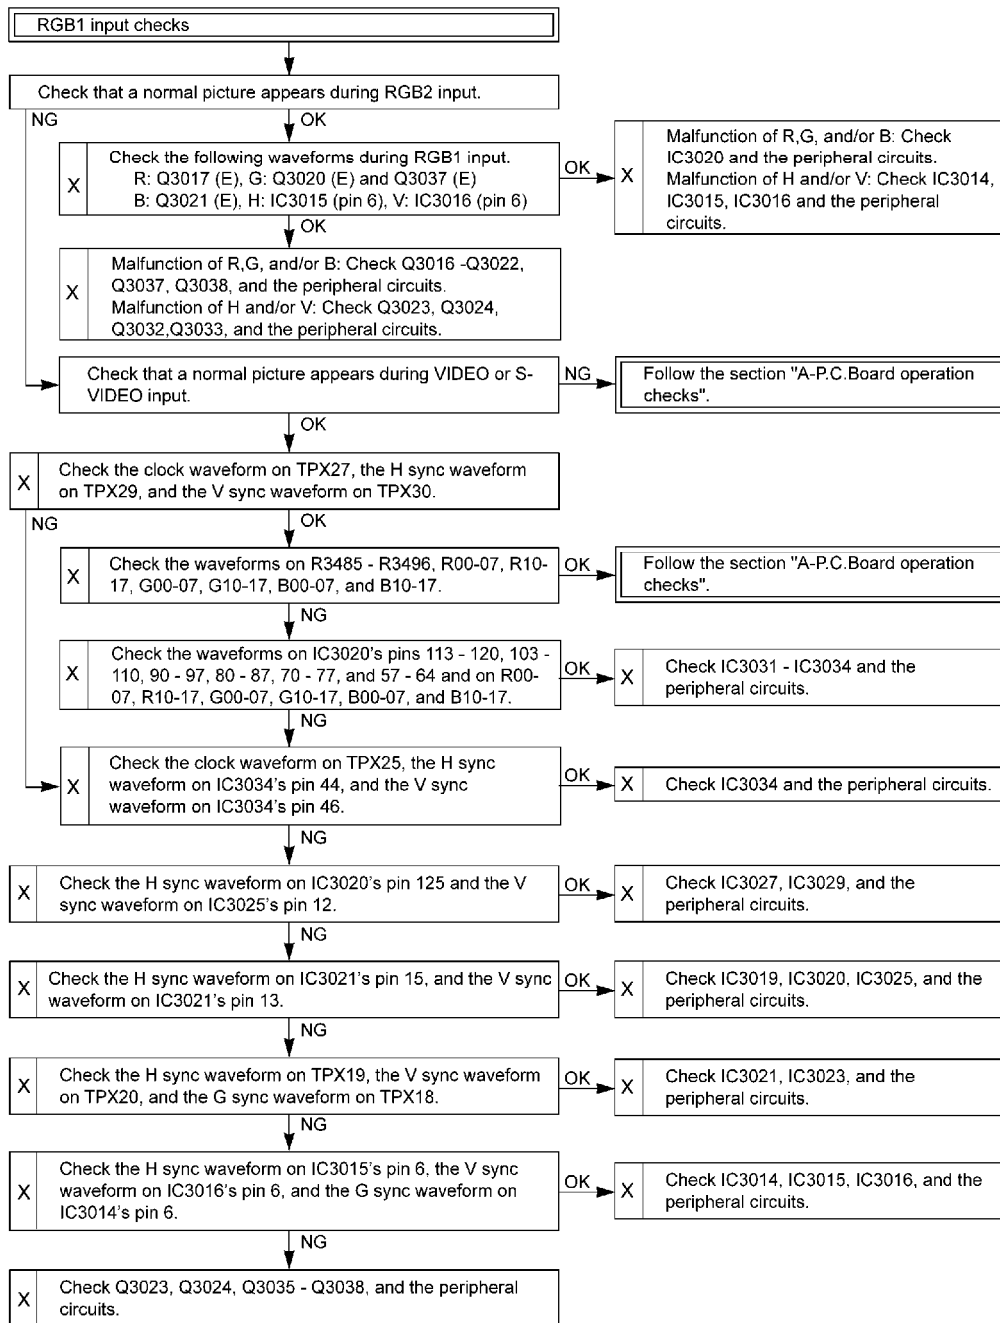 RGB1 input checks
Check that a normal picture appears during RGB2 input.
NG
OK
X
Check the following waveforms during RGB1 input.
R: Q3017 (E), G: Q3020 (E) and Q3037 (E)
B: Q3021 (E), H: IC3015 (pin 6), V: IC3016 (pin 6)
OK
X
Malfunction of R,G, and/or B: Check
IC3020 and the peripheral circuits.
Malfunction of H and/or V: Check IC3014,
IC3015, IC3016 and the peripheral
circuits.
OK
X
Malfunction of R,G, and/or B: Check Q3016 -Q3022,
Q3037, Q3038, and the peripheral circuits.
Malfunction of H and/or V: Check Q3023, Q3024,
Q3032,Q3033, and the peripheral circuits.
Check that a normal picture appears during VIDEO or S-
VIDEO input.
NG
Follow the section "A-P.C.Board operation
checks".
OK
X
Check the clock waveform on TPX27, the H sync waveform
on TPX29, and the V sync waveform on TPX30.
NG
OK
X
Check the waveforms on R3485 - R3496, R00-07, R10-
17, G00-07, G10-17, B00-07, and B10-17.
OK
Follow the section "A-P.C.Board operation
checks".
NG
X
Check the waveforms on IC3020's pins 113 - 120, 103 -
110, 90 - 97, 80 - 87, 70 - 77, and 57 - 64 and on R00-
07, R10-17, G00-07, G10-17, B00-07, and B10-17.
OK
X
Check IC3031 - IC3034 and the
peripheral circuits.
NG
X
Check the clock waveform on TPX25, the H sync
waveform on IC3034's pin 44, and the V sync
waveform on IC3034's pin 46.
OK
X
Check IC3034 and the peripheral circuits.
NG
X
Check the H sync waveform on IC3020's pin 125 and the V
sync waveform on IC3025's pin 12.
OK
X
Check IC3027, IC3029, and the
peripheral circuits.
NG
X
Check the H sync waveform on IC3021's pin 15, and the V sync
waveform on IC3021's pin 13.
OK
X
Check IC3019, IC3020, IC3025, and the
peripheral circuits.
NG
X
Check the H sync waveform on TPX19, the V sync waveform
on TPX20, and the G sync waveform on TPX18.
OK
X
Check IC3021, IC3023, and the
peripheral circuits.
NG
X
Check the H sync waveform on IC3015's pin 6, the V sync
waveform on IC3016's pin 6, and the G sync waveform on
IC3014's pin 6.
OK
X
Check IC3014, IC3015, IC3016, and the
peripheral circuits.
NG
X
Check Q3023, Q3024, Q3035 - Q3038, and the peripheral
circuits.